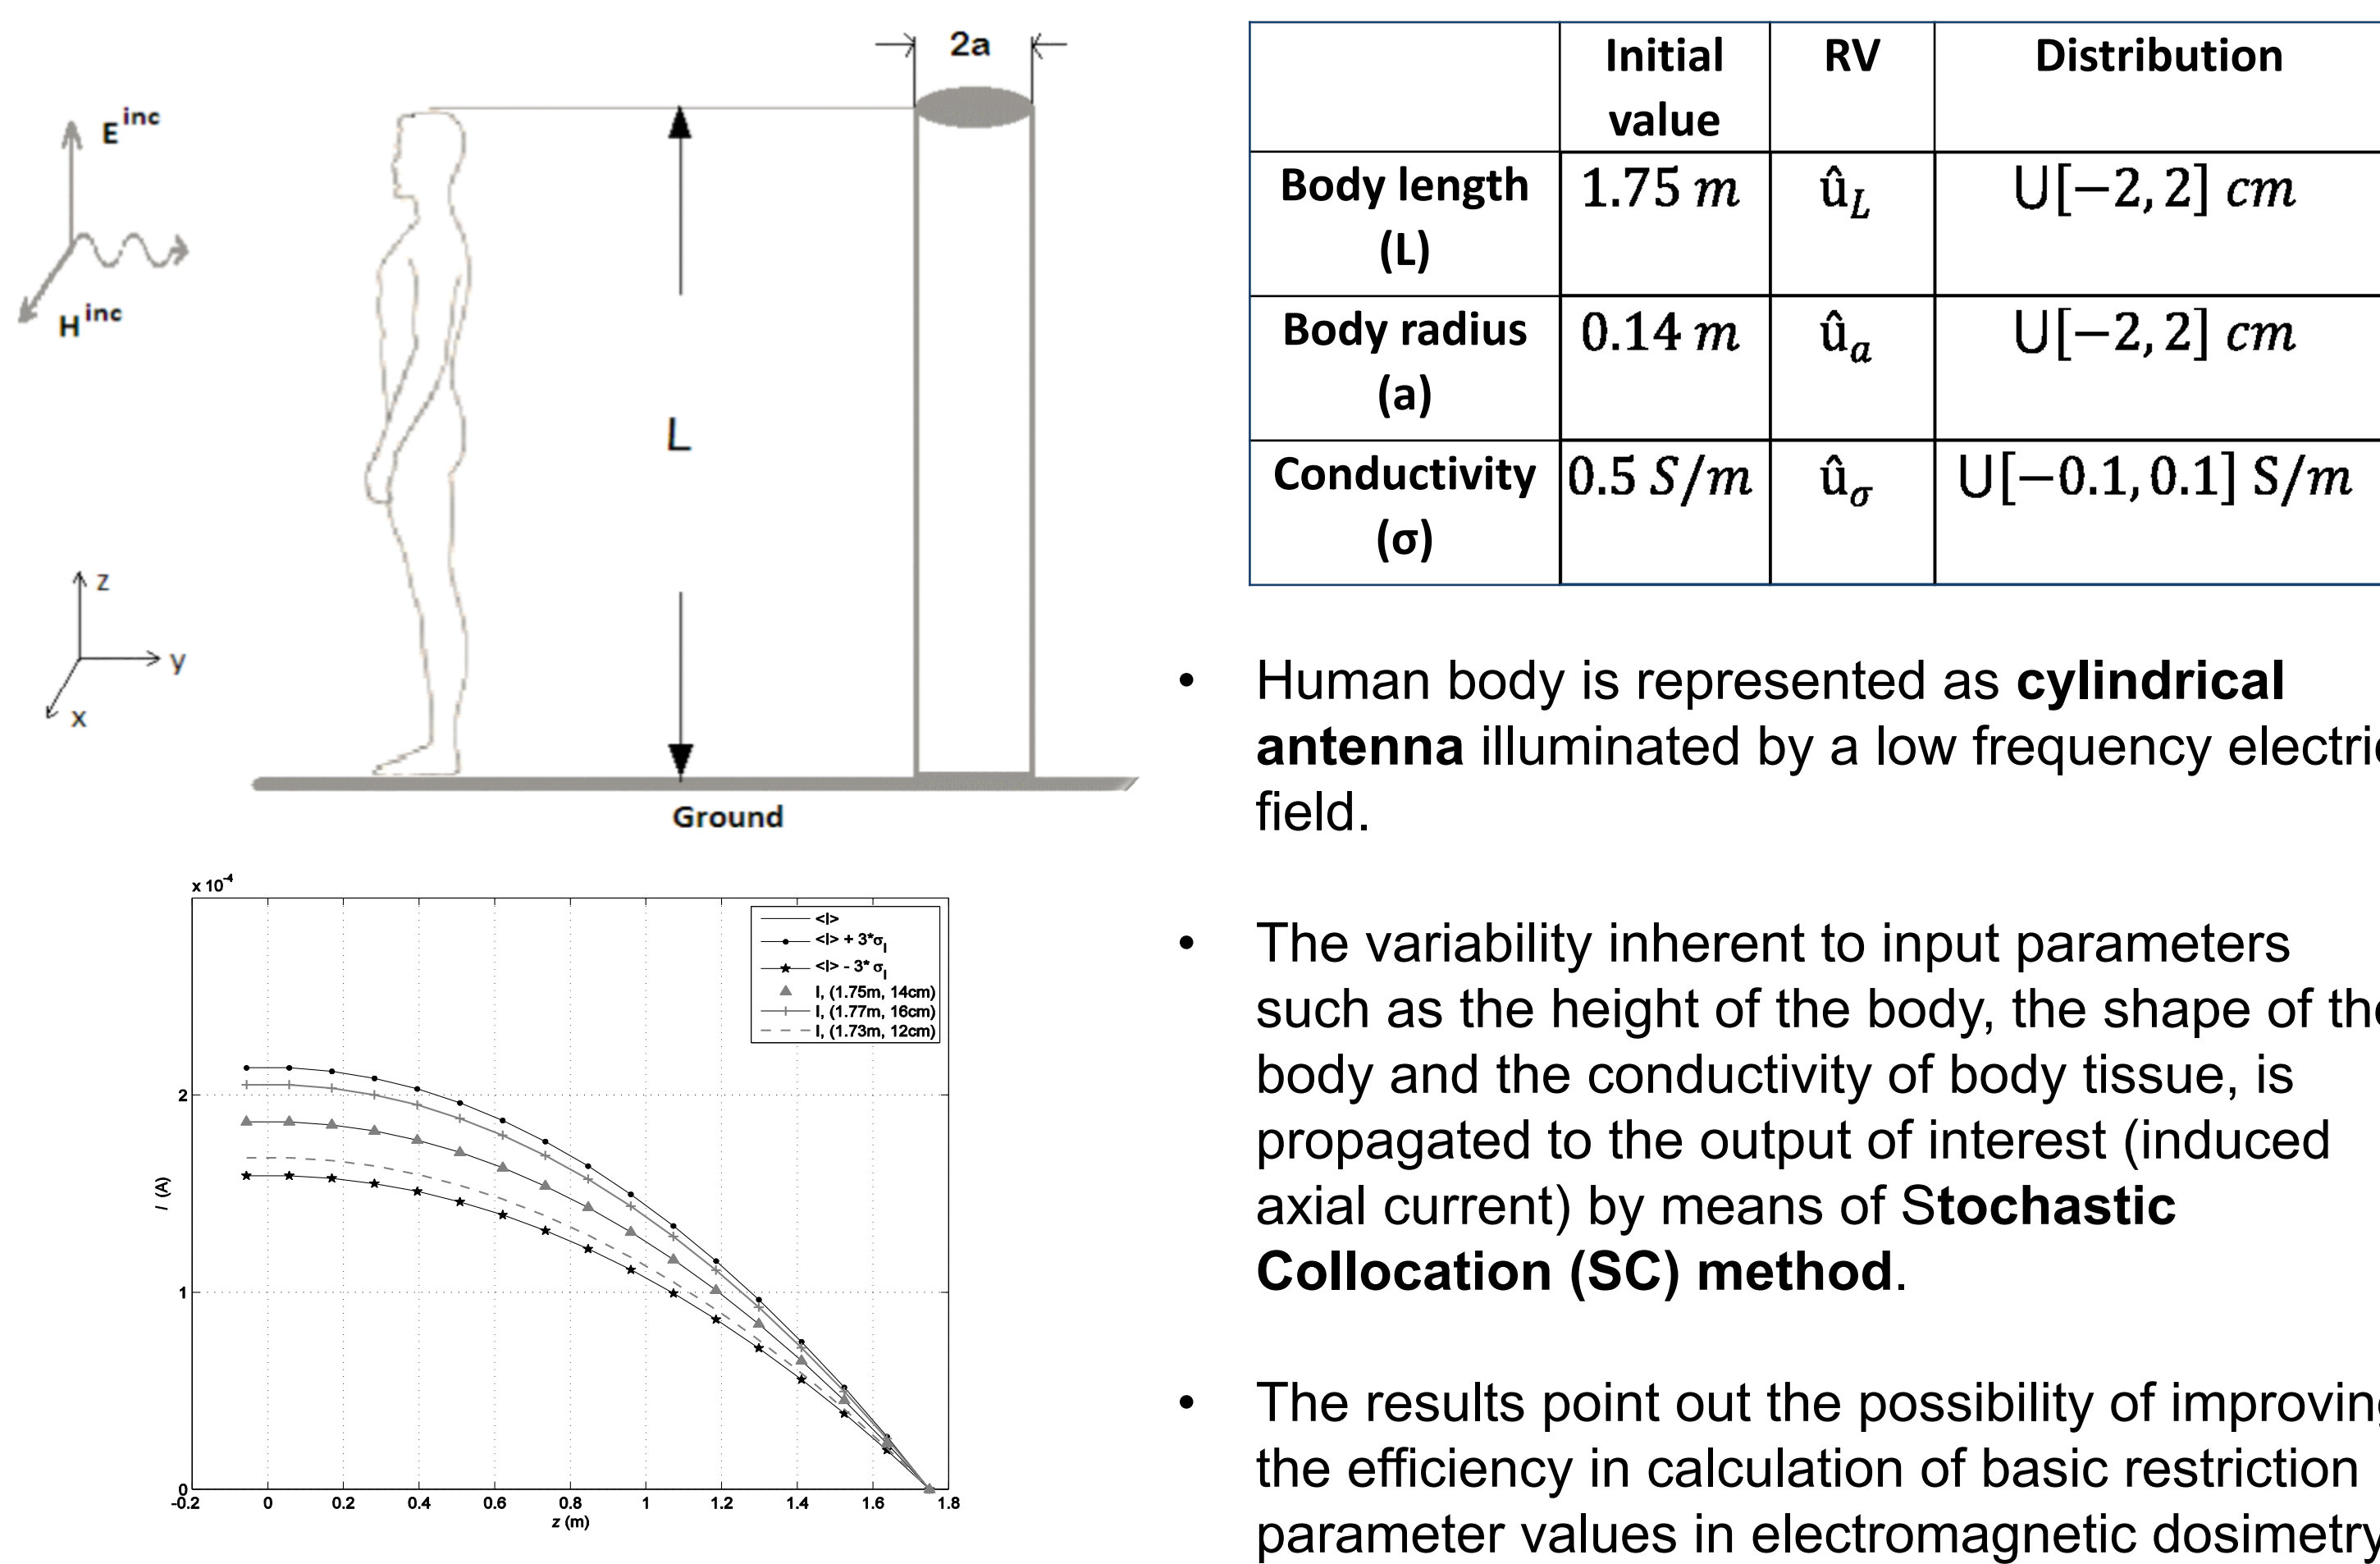 2a
E^inc
H^inc
z
y
x
L
Ground
	Initial value	RV	Distribution
Body length (L)	1.75 m	û_L	U[−2, 2] cm
Body radius (a)	0.14 m	û_a	U[−2, 2] cm
Conductivity (σ)	0.5 S/m	û_σ	U[−0.1, 0.1] S/m
• Human body is represented as cylindrical
antenna illuminated by a low frequency electric
field.
• The variability inherent to input parameters
such as the height of the body, the shape of the
body and the conductivity of body tissue, is
propagated to the output of interest (induced
axial current) by means of Stochastic
Collocation (SC) method.
• The results point out the possibility of improving
the efficiency in calculation of basic restriction
parameter values in electromagnetic dosimetry
x 10^-4
<I>
<I> + 3*σ_I
<I> - 3* σ_I
I, (1.75m, 14cm)
I, (1.77m, 16cm)
I, (1.73m, 12cm)
2
1
0
I (A)
-0.2 0 0.2 0.4 0.6 0.8 1 1.2 1.4 1.6 1.8
z (m)